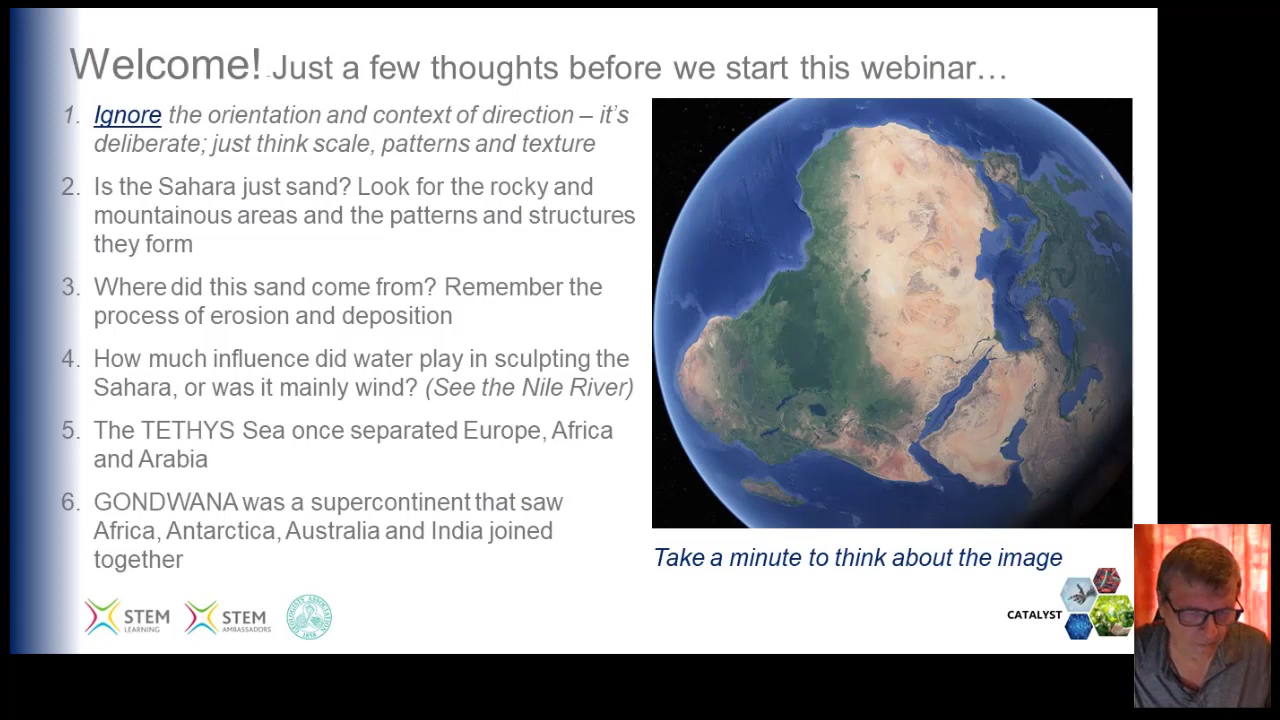 Welcome! Just a few thoughts before we start this webinar…
1. Ignore the orientation and context of direction – it's
deliberate; just think scale, patterns and texture
2. Is the Sahara just sand? Look for the rocky and
mountainous areas and the patterns and structures
they form
3. Where did this sand come from? Remember the
process of erosion and deposition
4. How much influence did water play in sculpting the
Sahara, or was it mainly wind? (See the Nile River)
5. The TETHYS Sea once separated Europe, Africa
and Arabia
6. GONDWANA was a supercontinent that saw
Africa, Antarctica, Australia and India joined
together
Take a minute to think about the image
STEM
LEARNING
STEM
AMBASSADORS
GEOLOGISTS' ASSOCIATION
1858
CATALYST